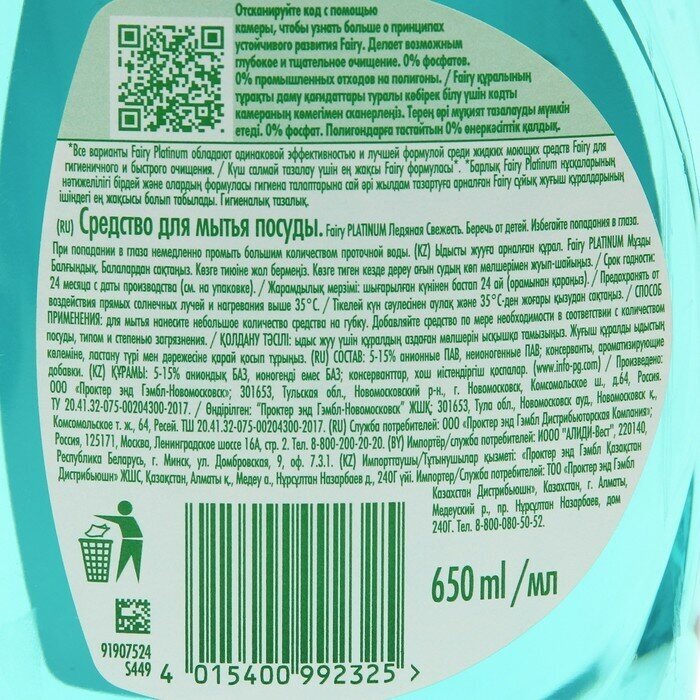 Отсканируйте код с помощью
камеры, чтобы узнать больше о принципах
устойчивого развития Fairy. Делает возможным
глубокое и тщательное очищение. 0% фосфатов.
0% промышленных отходов на полигоны. / Fairy құралының
тұрақты даму қағидаттары туралы көбірек білу үшін кодты
камераның көмегімен сканерлеңіз. Терең әрі мұқият тазалауды мүмкін
етеді. 0% фосфат. Полигондарға тастайтын 0% өнеркәсіптік қалдық.
*Все варианты Fairy Platinum обладают одинаковой эффективностью и лучшей формулой среди жидких моющих средств Fairy для
гигиеничного и быстрого очищения. / Күш салмай тазалау үшін ең жақсы Fairy формуласы*. *Барлық Fairy Platinum нұсқаларының
нәтижелілігі бірдей және олардың формуласы гигиена талаптарына сай әрі жылдам тазартуға арналған Fairy сұйық жуғыш құралдарының
ішіндегі ең жақсысы болып табылады. Гигиеналық тазалық.
(RU) Средство для мытья посуды. Fairy PLATINUM Ледяная Свежесть. Беречь от детей. Избегайте попадания в глаза.
При попадании в глаза немедленно промыть большим количеством проточной воды. (KZ) Ыдысты жууға арналған құрал. Fairy PLATINUM Мұзды
Балғындық. Балалардан сақтаңыз. Көзге тиюіне жал бермеңіз. Көзге тиген кезде дереу ағын судың көп мөлшерімен жуып-шайыңыз. / Срок годности:
24 месяца с даты производства (см. на упаковке). / Жарамдылық мерзімі: шығарылған күнінен бастап 24 ай (орамынан қараңыз). / Предохранять от
воздействия прямых солнечных лучей и нагревания выше 35°C. / Тікелей күн сәулесінен аулақ және 35°C-ден жоғары қызудан сақтаңыз. / СПОСОБ
ПРИМЕНЕНИЯ: для мытья нанесите небольшое количество средства на губку. Добавляйте средство по мере необходимости в соответствии с количеством
посуды, типом и степенью загрязнения. / ҚОЛДАНУ ТӘСІЛІ: ыдыс жуу үшін құралдың аздаған мөлшерін ысқышқа тамызыңыз. Жуғыш құралды ыдыстың
көлеміне, ластану түрі мен дәрежесіне қарай қосып тұрыңыз. (RU) СОСТАВ: 5-15% анионные ПАВ, неионогенные ПАВ; консерванты, ароматизирующие
добавки. (KZ) ҚҰРАМЫ: 5-15% аниондық БАЗ, ионогенді емес БАЗ; консерванттар, хош иістендіргіш қоспалар. (www.info-pg.com) / Произведено:
ООО «Проктер энд Гэмбл-Новомосковск»; 301653, Тульская обл., Новомосковский р-н., г. Новомосковск, Комсомольское ш., д.64, Россия,
ТУ 20.41.32-075-00204300-2017. / Өндірілген: "Проктер энд Гэмбл-Новомосковск" ЖШҚ; 301653, Тула обл., Новомосковск ауд., Новомосковск қ.,
Комсомольское т. ж., 64, Ресей. ТШ 20.41.32-075-00204300-2017. (RU) Служба потребителей: ООО «Проктер энд Гэмбл Дистрибьюторская Компания»;
Россия, 125171, Москва, Ленинградское шоссе 16А, стр. 2. Тел. 8-800-200-20-20. (BY) Импортёр/служба потребителей: ИООО "АЛИДИ-Вест", 220140,
Республика Беларусь, г. Минск, ул. Домбровская, 9, оф. 7.3.1. (KZ) Импорттаушы/Тұтынушылар қызметі: «Проктер энд Гэмбл Қазақстан
Дистрибьюшн» ЖШС, Қазақстан, Алматы қ., Медеу а., Нұрсұлтан Назарбаев д., 240Г үйі. Импортер/Служба потребителей: ТОО «Проктер энд Гэмбл
Казахстан Дистрибьюшн», Казахстан, г. Алматы,
Медеуский р., пр. Нурсултан Назарбаев, дом
240Г. Тел. 8-800-080-50-52.
650 ml /мл
91907524
S449
4 015400 992325 >